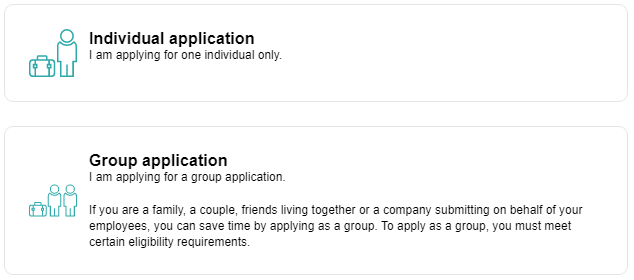 Individual application
I am applying for one individual only.
Group application
I am applying for a group application.
If you are a family, a couple, friends living together or a company submitting on behalf of your
employees, you can save time by applying as a group. To apply as a group, you must meet
certain eligibility requirements.